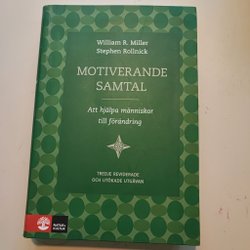 William R. Miller
Stephen Rollnick
MOTIVERANDE
SAMTAL
Att hjälpa människor
till förändring
TREDJE REVIDERADE
OCH UTÖKADE UTGÅVAN